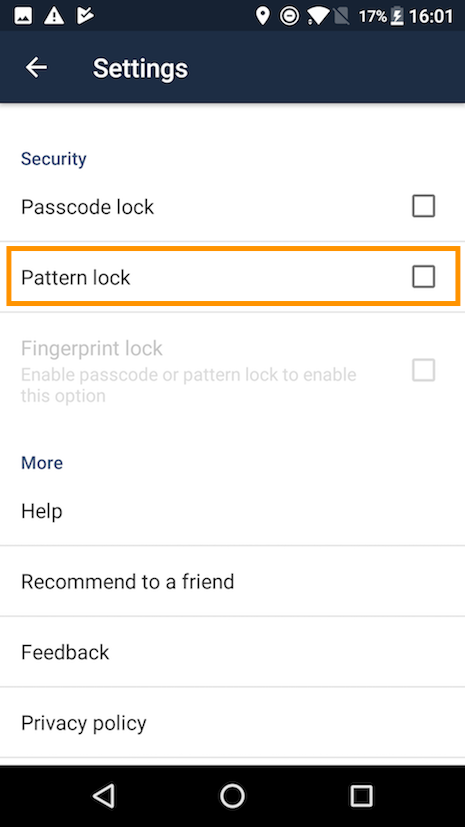 17% 16:01
Settings
Security
Passcode lock
Pattern lock
Fingerprint lock
Enable passcode or pattern lock to enable
this option
More
Help
Recommend to a friend
Feedback
Privacy policy